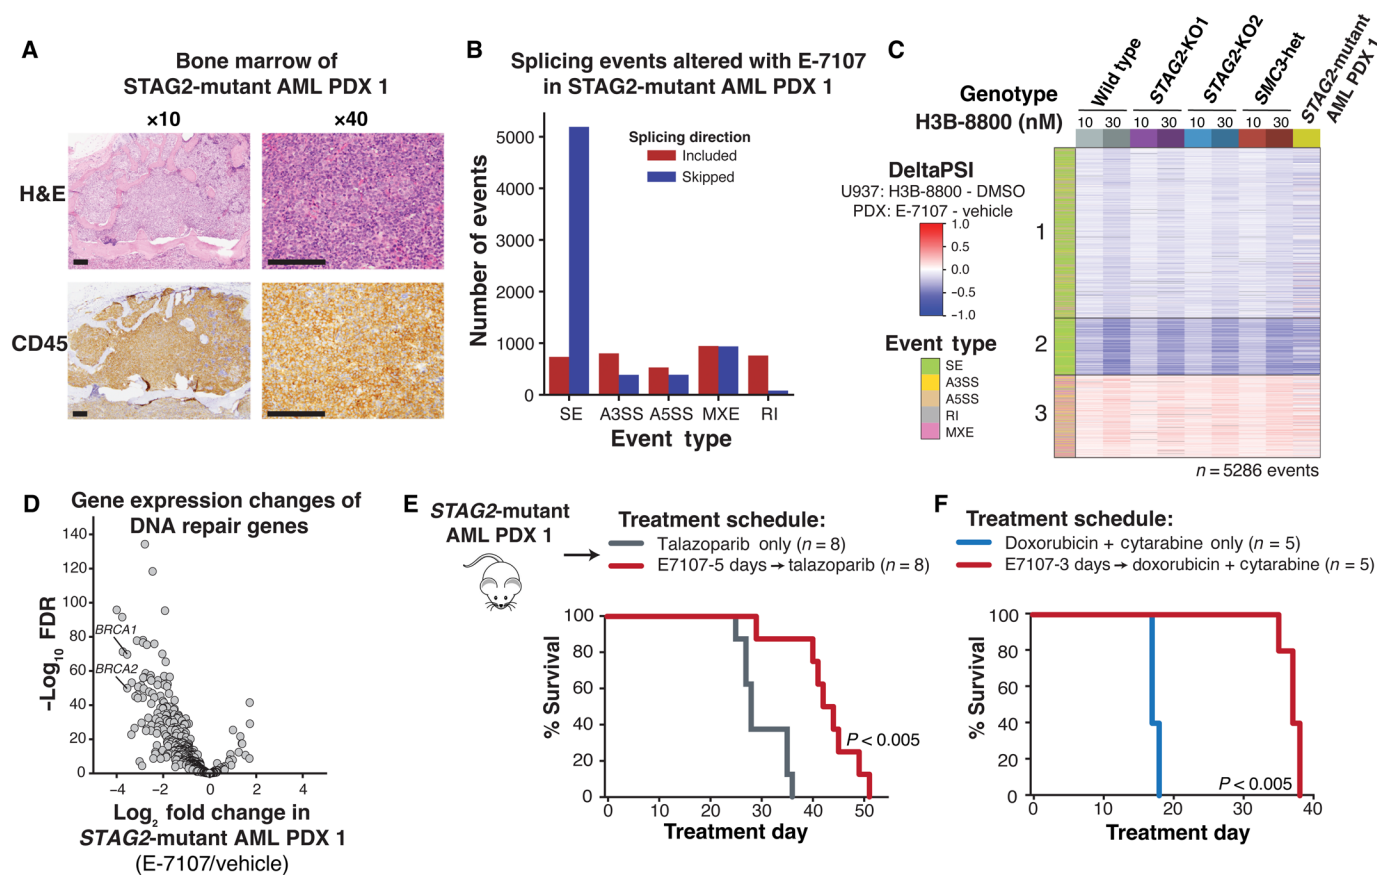 A
Bone marrow of
STAG2-mutant AML PDX 1
×10
×40
H&E
CD45
B
Splicing events altered with E-7107
in STAG2-mutant AML PDX 1
Splicing direction
Included
Skipped
Number of events
5000
4000
3000
2000
1000
0
SE
A3SS
A5SS
MXE
RI
Event type
C
Genotype
Wild type
STAG2-KO1
STAG2-KO2
SMC3-het
STAG2-mutant
AML PDX 1
H3B-8800 (nM)
10 30 10 30 10 30 10 30
DeltaPSI
U937: H3B-8800 - DMSO
PDX: E-7107 - vehicle
1.0
0.5
0.0
−0.5
−1.0
Event type
SE
A3SS
A5SS
RI
MXE
1
2
3
n = 5286 events
D
Gene expression changes of
DNA repair genes
−Log10 FDR
140
120
100
80
60
40
20
0
BRCA1
BRCA2
−4 −2 0 2 4
Log2 fold change in
STAG2-mutant AML PDX 1
(E-7107/vehicle)
E
STAG2-mutant
AML PDX 1
Treatment schedule:
Talazoparib only (n = 8)
E7107-5 days → talazoparib (n = 8)
% Survival
100
80
60
40
20
0
P < 0.005
0 10 20 30 40 50
Treatment day
F
Treatment schedule:
Doxorubicin + cytarabine only (n = 5)
E7107-3 days → doxorubicin + cytarabine (n = 5)
% Survival
100
80
60
40
20
0
P < 0.005
0 10 20 30 40
Treatment day